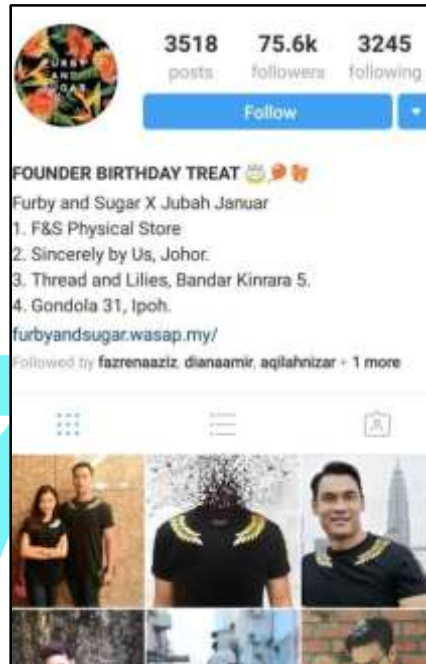 FURBY
AND
SUGAR
3518 75.6k 3245
posts followers following
Follow
FOUNDER BIRTHDAY TREAT
Furby and Sugar X Jubah Januar
1. F&S Physical Store
2. Sincerely by Us, Johor.
3. Thread and Lilies, Bandar Kinrara 5.
4. Gondola 31, Ipoh.
furbyandsugar.wasap.my/
Followed by fazrenaaziz, dianaamir, aqilahnizar + 1 more